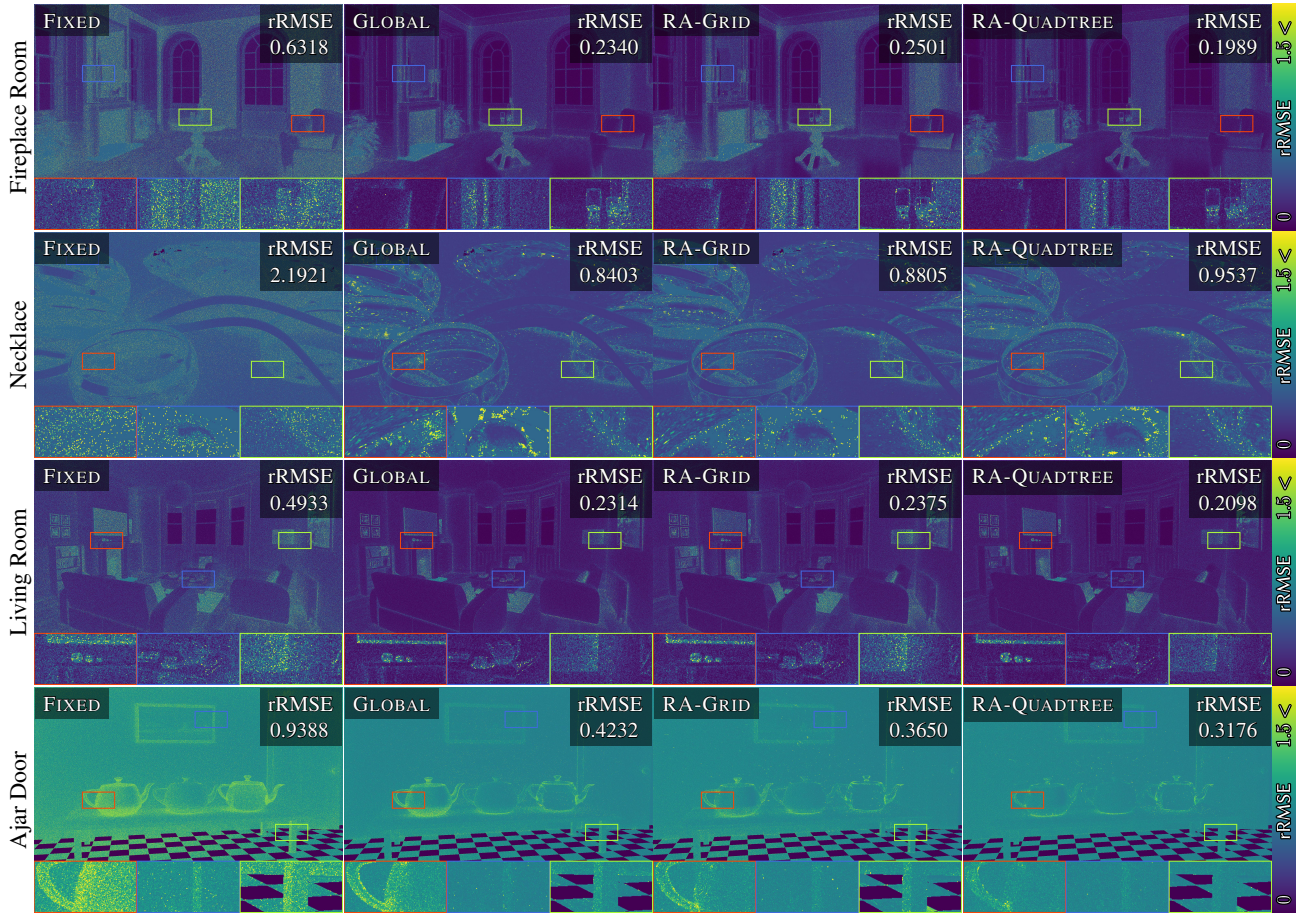 Fireplace Room
FIXED
rRMSE
0.6318
GLOBAL
rRMSE
0.2340
RA-GRID
rRMSE
0.2501
RA-QUADTREE
rRMSE
0.1989
0 rRMSE 1.5 <
Necklace
FIXED
rRMSE
2.1921
GLOBAL
rRMSE
0.8403
RA-GRID
rRMSE
0.8805
RA-QUADTREE
rRMSE
0.9537
0 rRMSE 1.5 <
Living Room
FIXED
rRMSE
0.4933
GLOBAL
rRMSE
0.2314
RA-GRID
rRMSE
0.2375
RA-QUADTREE
rRMSE
0.2098
0 rRMSE 1.5 <
Ajar Door
FIXED
rRMSE
0.9388
GLOBAL
rRMSE
0.4232
RA-GRID
rRMSE
0.3650
RA-QUADTREE
rRMSE
0.3176
0 rRMSE 1.5 <